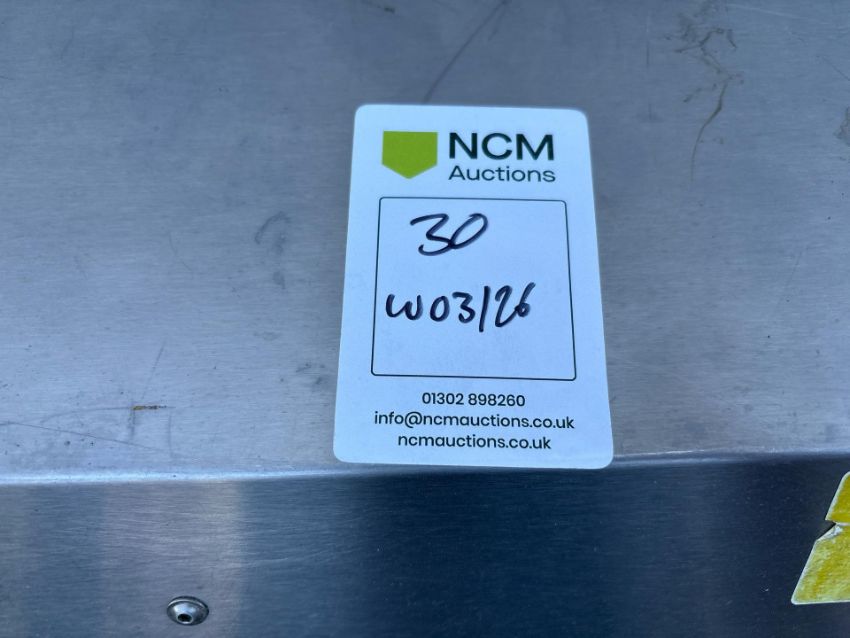 NCM
Auctions
30
W03/26
01302 898260
info@ncmauctions.co.uk
ncmauctions.co.uk